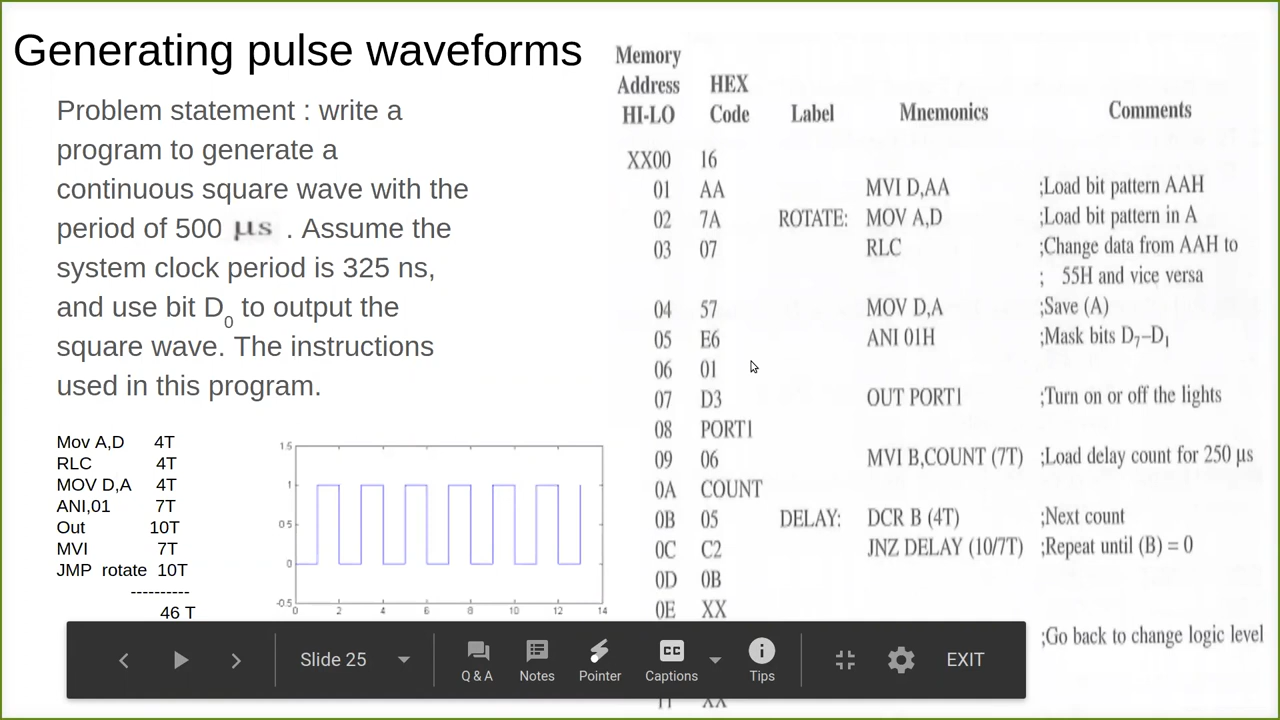 Generating pulse waveforms
Problem statement : write a
program to generate a
continuous square wave with the
period of 500 µs . Assume the
system clock period is 325 ns,
and use bit D0 to output the
square wave. The instructions
used in this program.
Mov A,D 4T
RLC 4T
MOV D,A 4T
ANI,01 7T
Out 10T
MVI 7T
JMP rotate 10T
----------
46 T
1.5
1
0.5
0
-0.5
0 2 4 6 8 10 12 14
Memory
Address HEX
HI-LO Code Label Mnemonics Comments
XX00 16
01 AA MVI D,AA ;Load bit pattern AAH
02 7A ROTATE: MOV A,D ;Load bit pattern in A
03 07 RLC ;Change data from AAH to
; 55H and vice versa
04 57 MOV D,A ;Save (A)
05 E6 ANI 01H ;Mask bits D7–D1
06 01
07 D3 OUT PORT1 ;Turn on or off the lights
08 PORT1
09 06 MVI B,COUNT (7T) ;Load delay count for 250 µs
0A COUNT
0B 05 DELAY: DCR B (4T) ;Next count
0C C2 JNZ DELAY (10/7T) ;Repeat until (B) = 0
0D 0B
0E XX
;Go back to change logic level
11 XX
Slide 25
Q & A Notes Pointer Captions Tips
CC
EXIT